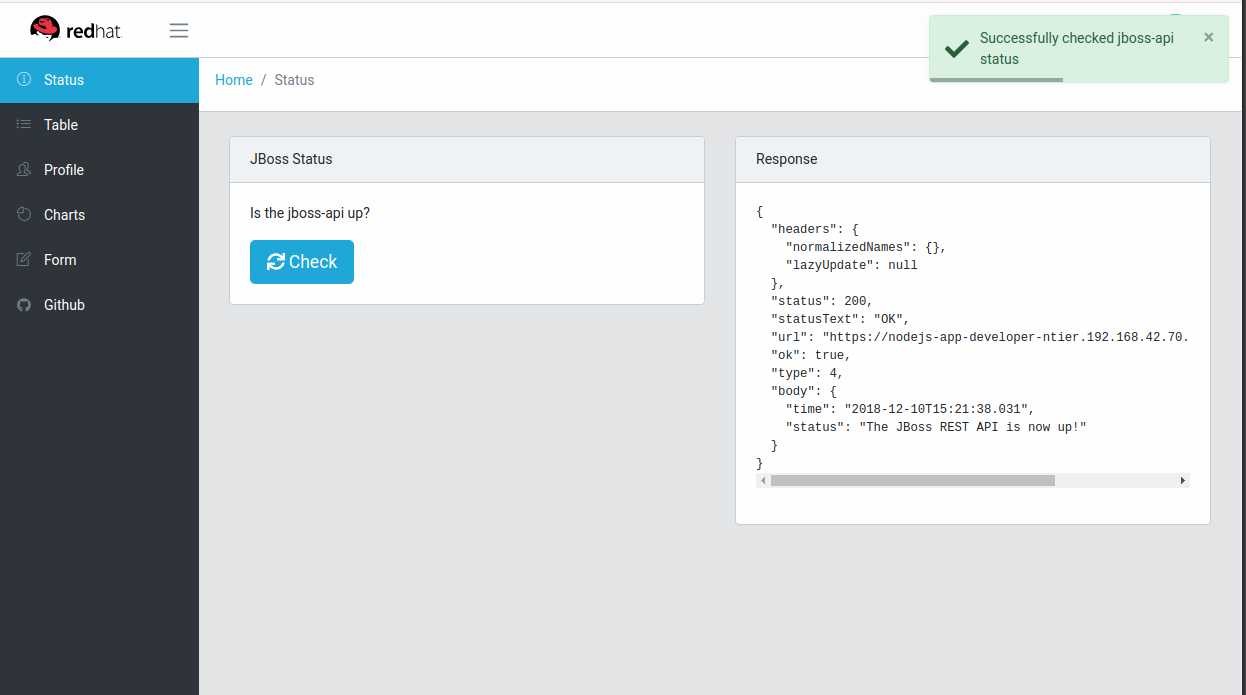 redhat.
Successfully checked jboss-api
status
×
Status
Table
Profile
Charts
Form
Github
Home / Status
JBoss Status
Is the jboss-api up?
Check
Response
{
  "headers": {
    "normalizedNames": {},
    "lazyUpdate": null
  },
  "status": 200,
  "statusText": "OK",
  "url": "https://nodejs-app-developer-ntier.192.168.42.70.
  "ok": true,
  "type": 4,
  "body": {
    "time": "2018-12-10T15:21:38.031",
    "status": "The JBoss REST API is now up!"
  }
}